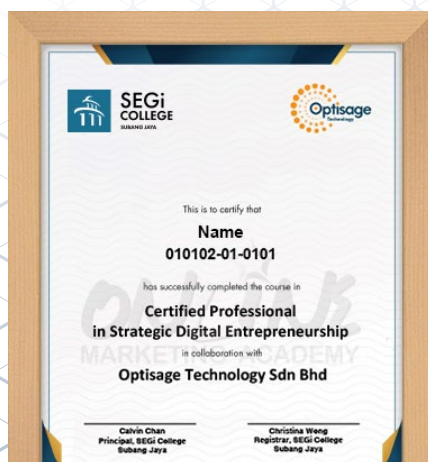 SEGi
COLLEGE
SUBANG JAYA
Optisage
Technology
This is to certify that
Name
010102-01-0101
has successfully completed the course in
Certified Professional
in Strategic Digital Entrepreneurship
ONLINK
MARKETING ACADEMY
in collaboration with
Optisage Technology Sdn Bhd
Calvin Chan
Principal, SEGi College
Subang Jaya
Christina Wong
Registrar, SEGi College
Subang Jaya